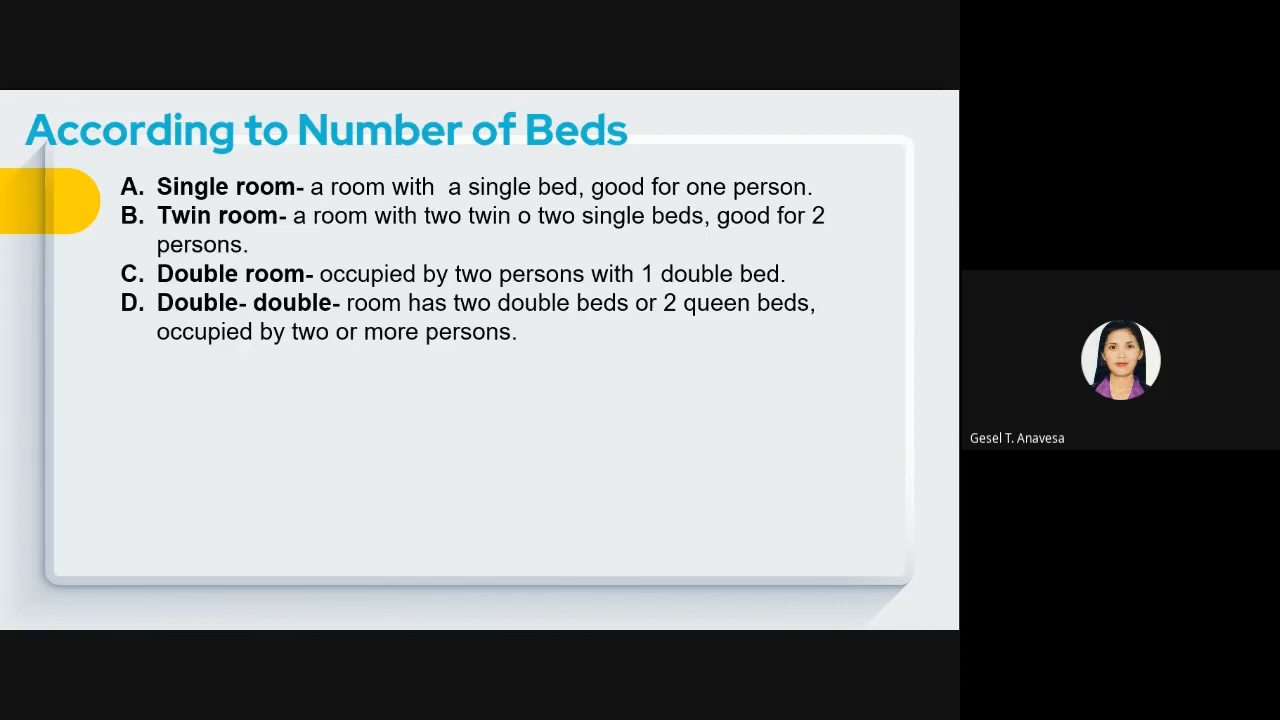 According to Number of Beds
A. Single room- a room with  a single bed, good for one person.
B. Twin room- a room with two twin o two single beds, good for 2
persons.
C. Double room- occupied by two persons with 1 double bed.
D. Double- double- room has two double beds or 2 queen beds,
occupied by two or more persons.
Gesel T. Anavesa